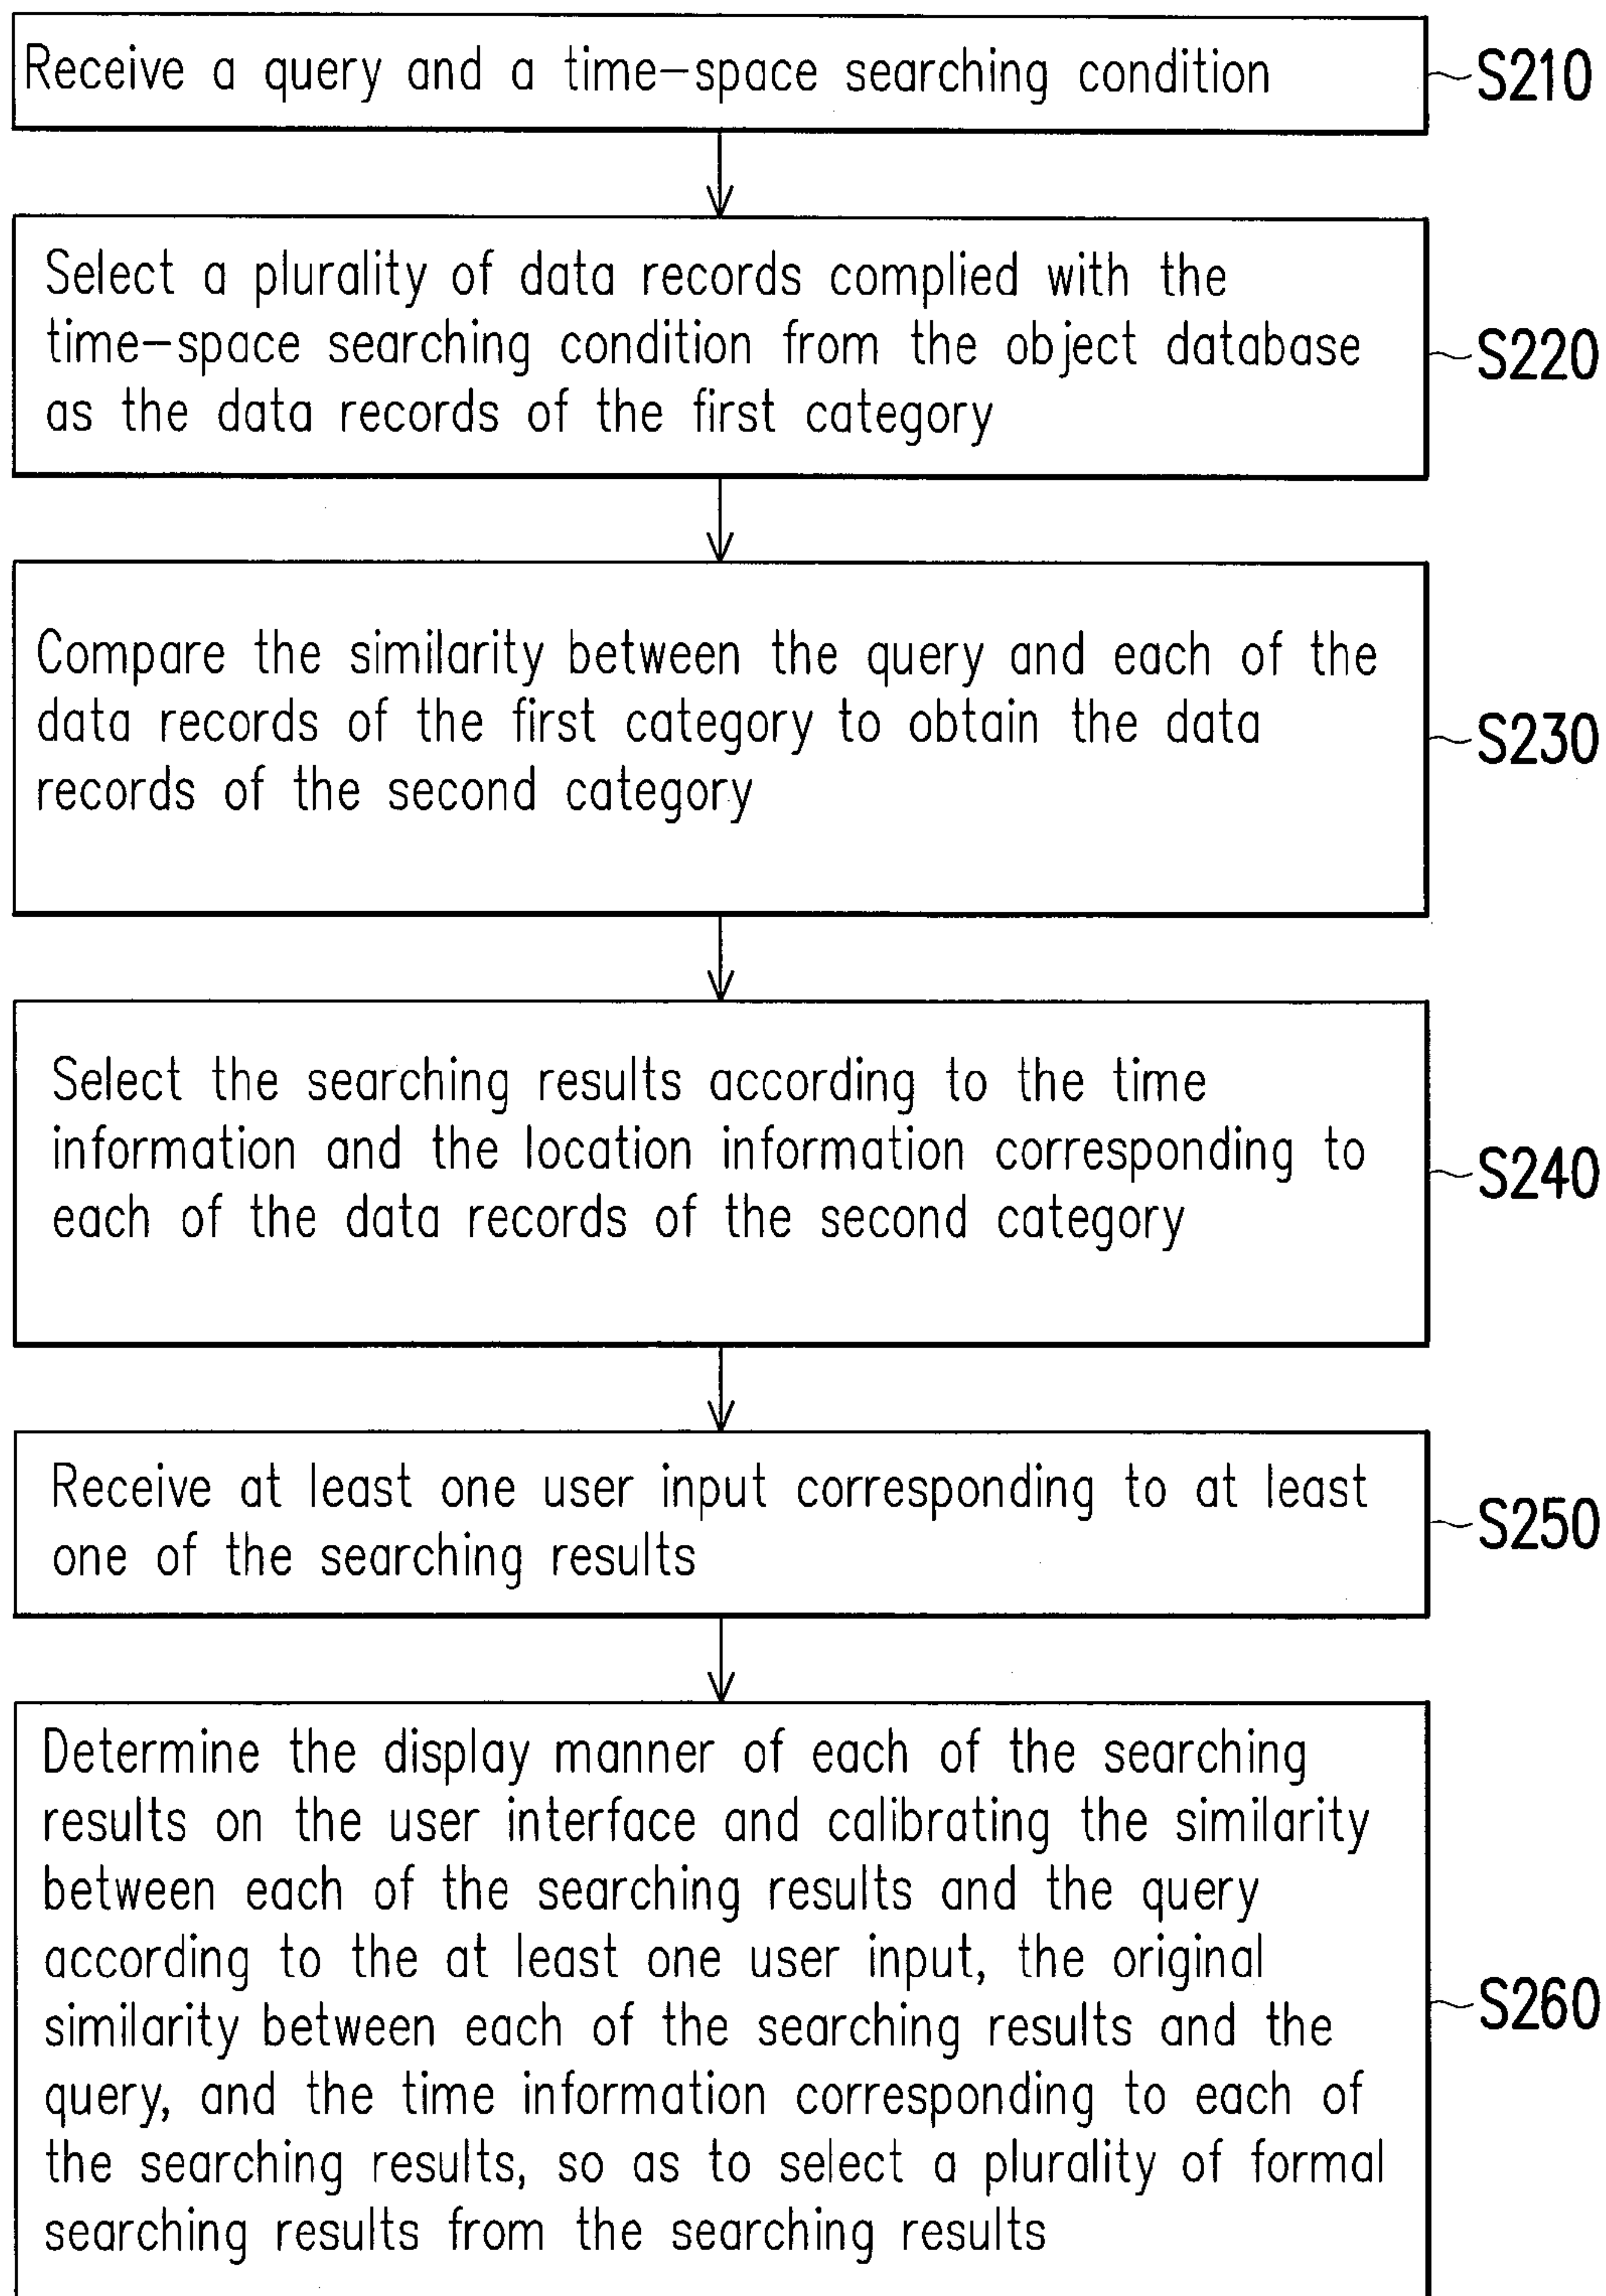 Receive a query and a time-space searching condition
S210
Select a plurality of data records complied with the
time-space searching condition from the object database
as the data records of the first category
S220
Compare the similarity between the query and each of the
data records of the first category to obtain the data
records of the second category
S230
Select the searching results according to the time
information and the location information corresponding to
each of the data records of the second category
S240
Receive at least one user input corresponding to at least
one of the searching results
S250
Determine the display manner of each of the searching
results on the user interface and calibrating the similarity
between each of the searching results and the query
according to the at least one user input, the original
similarity between each of the searching results and the
query, and the time information corresponding to each of
the searching results, so as to select a plurality of formal
searching results from the searching results
S260